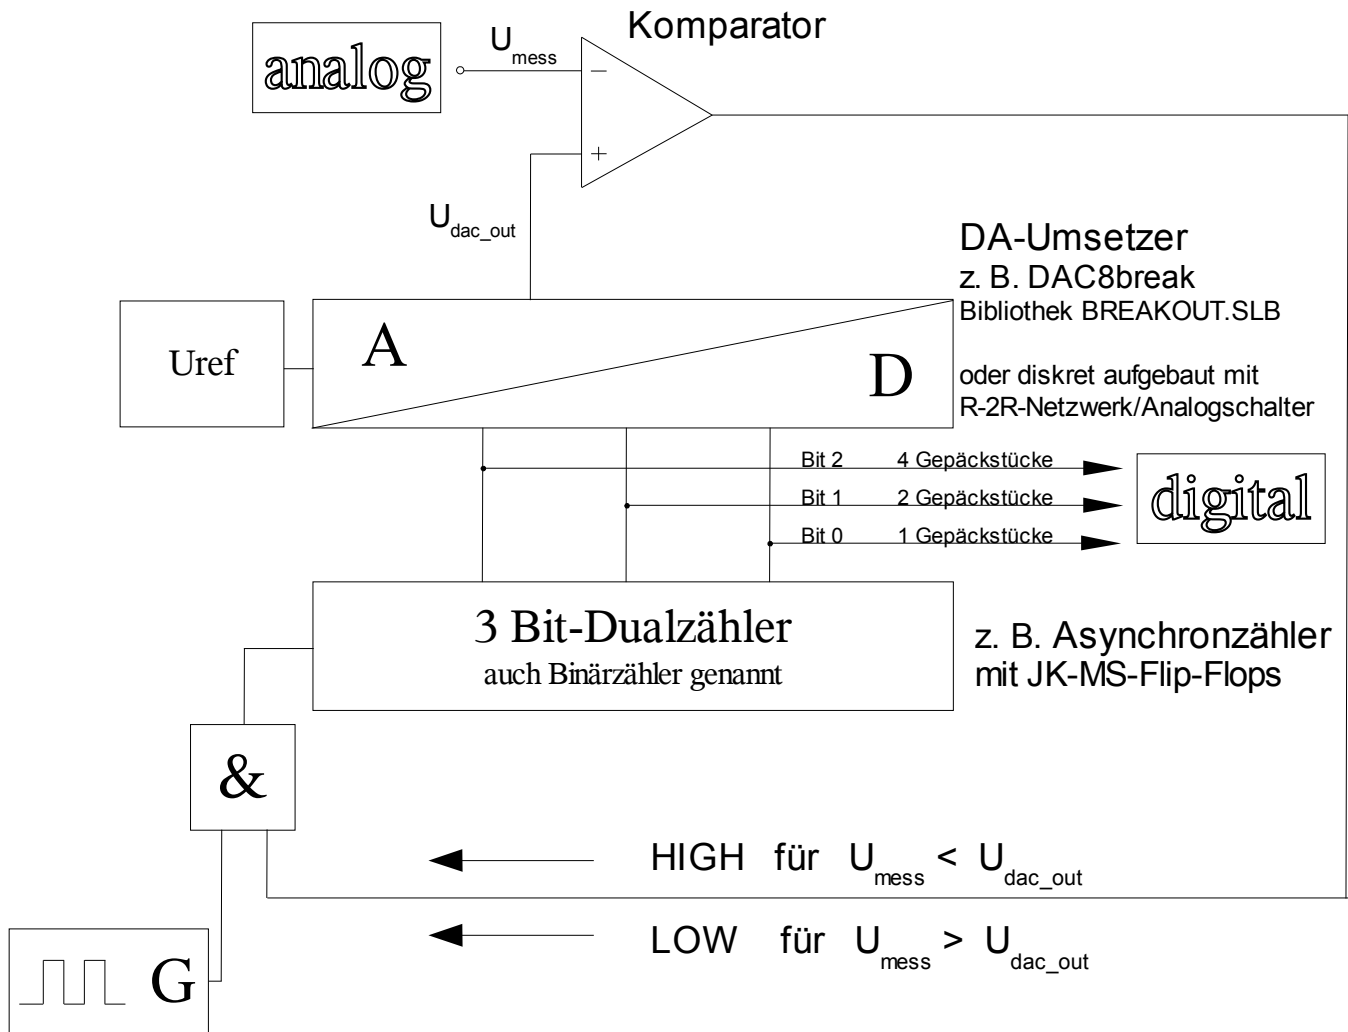 Komparator
analog
U mess
−
+
U dac_out
DA-Umsetzer
z. B. DAC8break
Bibliothek BREAKOUT.SLB
Uref
A
D
oder diskret aufgebaut mit
R-2R-Netzwerk/Analogschalter
Bit 2 4 Gepäckstücke
Bit 1 2 Gepäckstücke
Bit 0 1 Gepäckstücke
digital
3 Bit-Dualzähler
auch Binärzähler genannt
z. B. Asynchronzähler
mit JK-MS-Flip-Flops
&
HIGH für U mess < U dac_out
LOW für U mess > U dac_out
G